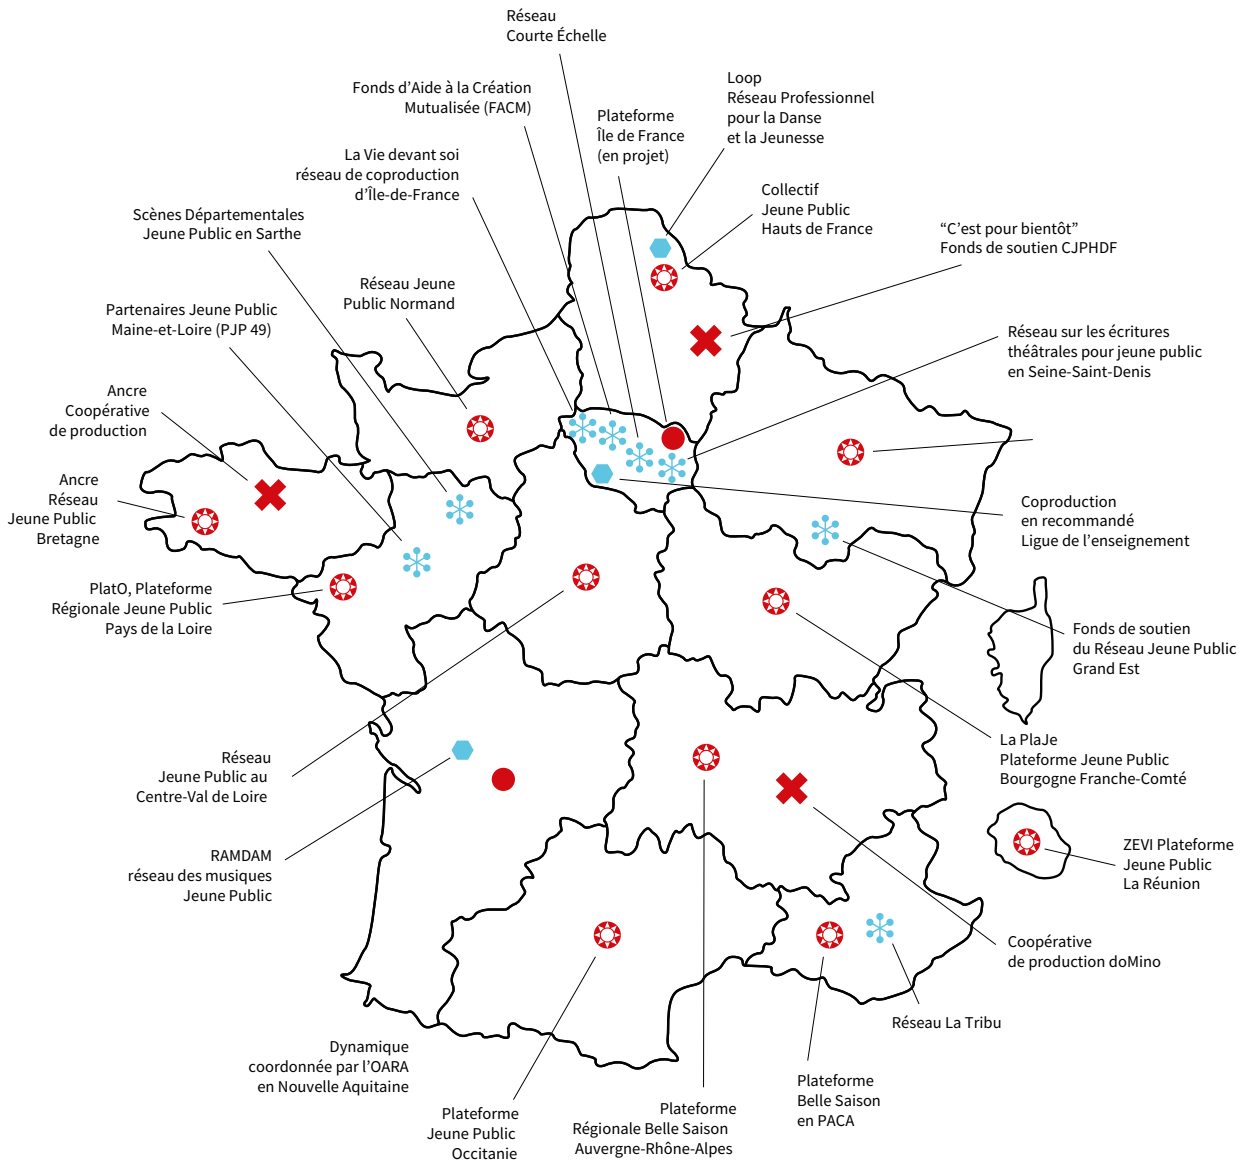 Réseau
Courte Échelle
Fonds d’Aide à la Création
Mutualisée (FACM)
Loop
Réseau Professionnel
pour la Danse
et la Jeunesse
Plateforme
Île de France
(en projet)
La Vie devant soi
réseau de coproduction
d’Île-de-France
Collectif
Jeune Public
Hauts de France
Scènes Départementales
Jeune Public en Sarthe
“C’est pour bientôt”
Fonds de soutien CJPHDF
Réseau Jeune
Public Normand
Partenaires Jeune Public
Maine-et-Loire (PJP 49)
Réseau sur les écritures
théâtrales pour jeune public
en Seine-Saint-Denis
Ancre
Coopérative
de production
Ancre
Réseau
Jeune Public
Bretagne
Coproduction
en recommandé
Ligue de l’enseignement
PlatO, Plateforme
Régionale Jeune Public
Pays de la Loire
Fonds de soutien
du Réseau Jeune Public
Grand Est
Réseau
Jeune Public au
Centre-Val de Loire
La PlaJe
Plateforme Jeune Public
Bourgogne Franche-Comté
RAMDAM
réseau des musiques
Jeune Public
ZEVI Plateforme
Jeune Public
La Réunion
Coopérative
de production doMino
Réseau La Tribu
Dynamique
coordonnée par l’OARA
en Nouvelle Aquitaine
Plateforme
Jeune Public
Occitanie
Plateforme
Régionale Belle Saison
Auvergne-Rhône-Alpes
Plateforme
Belle Saison
en PACA